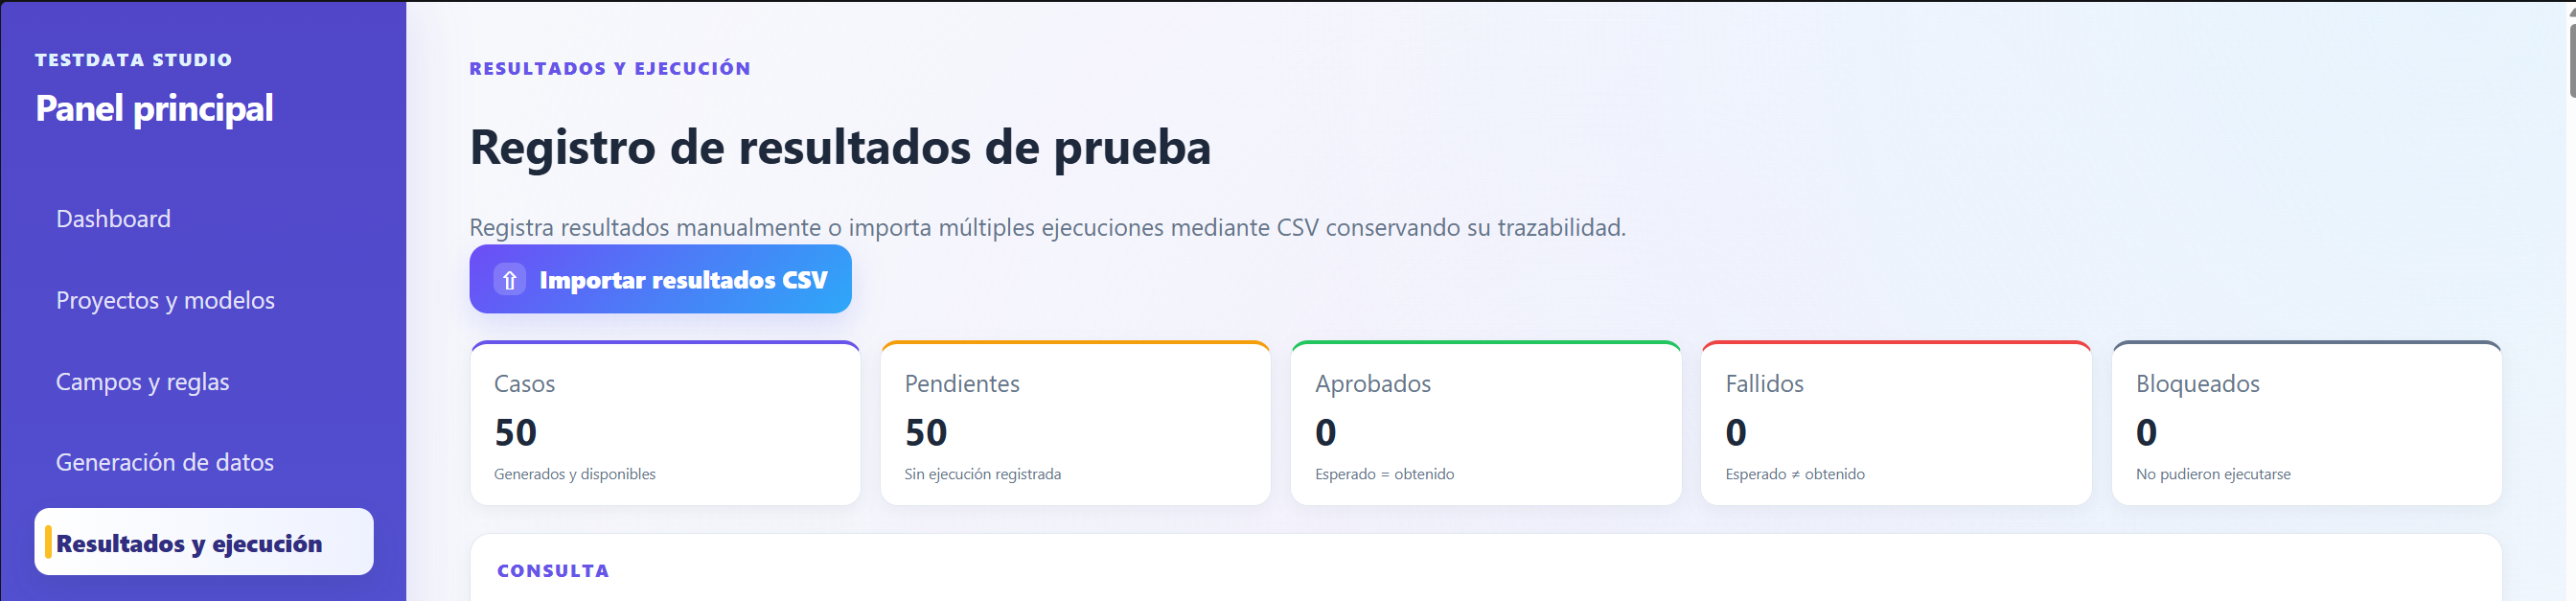 TESTDATA STUDIO
Panel principal
Dashboard
Proyectos y modelos
Campos y reglas
Generación de datos
Resultados y ejecución
RESULTADOS Y EJECUCIÓN
Registro de resultados de prueba
Registra resultados manualmente o importa múltiples ejecuciones mediante CSV conservando su trazabilidad.
⇧ Importar resultados CSV
Casos
50
Generados y disponibles
Pendientes
50
Sin ejecución registrada
Aprobados
0
Esperado = obtenido
Fallidos
0
Esperado ≠ obtenido
Bloqueados
0
No pudieron ejecutarse
CONSULTA